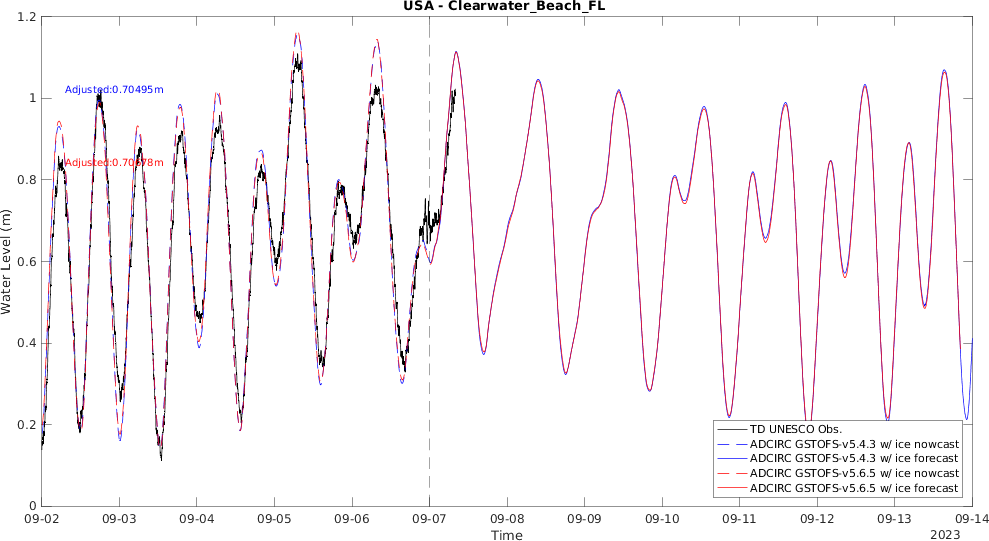 USA - Clearwater_Beach_FL
1.2
1
0.8
0.6
0.4
0.2
0
Water Level (m)
Adjusted:0.70495m
TD UNESCO Obs.
ADCIRC GSTOFS-v5.4.3 w/ ice nowcast
ADCIRC GSTOFS-v5.4.3 w/ ice forecast
ADCIRC GSTOFS-v5.6.5 w/ ice nowcast
ADCIRC GSTOFS-v5.6.5 w/ ice forecast
09-02 09-03 09-04 09-05 09-06 09-07 09-08 09-09 09-10 09-11 09-12 09-13 09-14
Time
2023